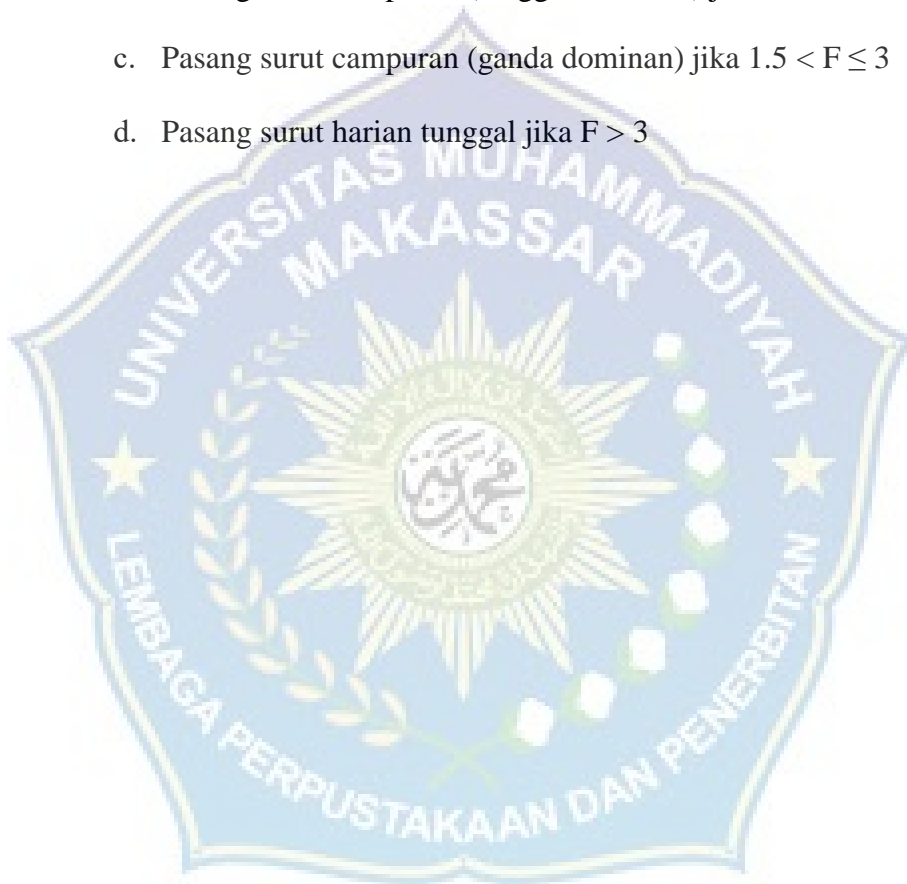 c. Pasang surut campuran (ganda dominan) jika 1.5 < F ≤ 3
d. Pasang surut harian tunggal jika F > 3
UNIVERSITAS MUHAMMADIYAH
MAKASSAR
LEMBAGA PERPUSTAKAAN DAN PENERBITAN